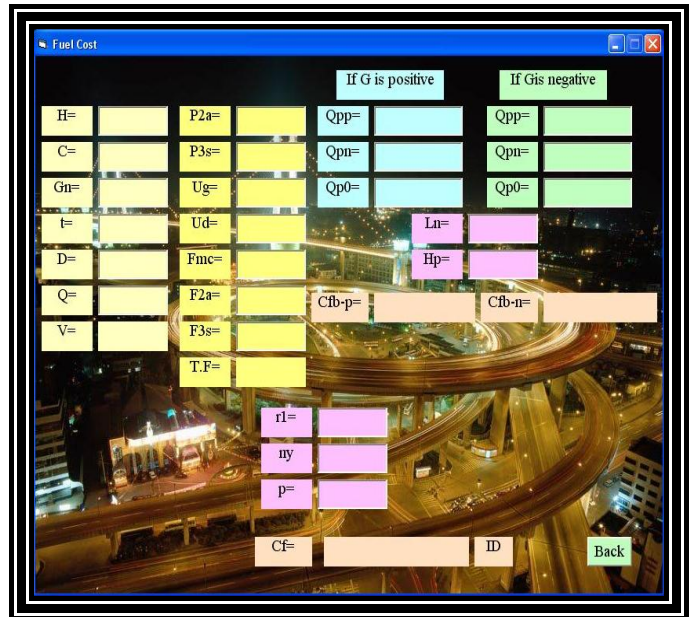 Fuel Cost
If G is positive
If Gis negative
H=
P2a=
Qpp=
Qpp=
C=
P3s=
Qpn=
Qpn=
Gn=
Ug=
Qp0=
Qp0=
t=
Ud=
Ln=
D=
Fmc=
Hp=
Q=
F2a=
Cfb-p=
Cfb-n=
V=
F3s=
T.F=
r1=
ny
p=
Cf=
ID
Back